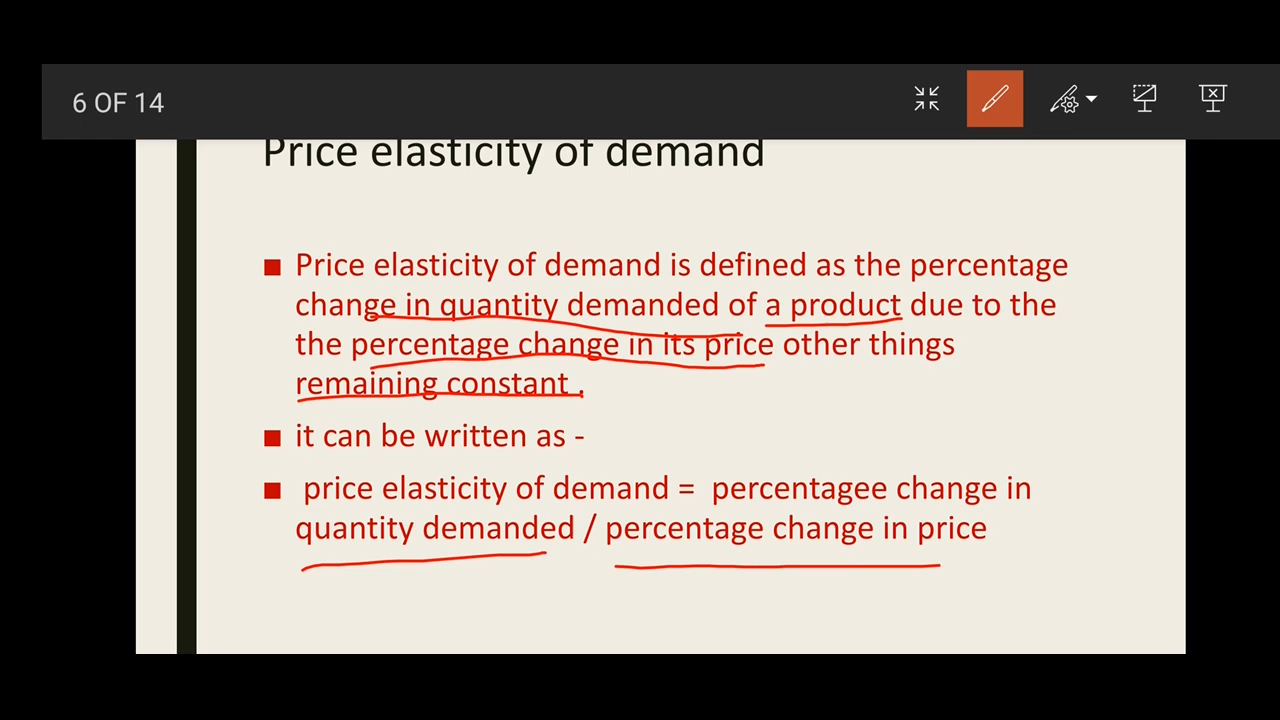 6 OF 14
Price elasticity of demand
Price elasticity of demand is defined as the percentage
change in quantity demanded of a product due to the
the percentage change in its price other things
remaining constant .
it can be written as -
price elasticity of demand = percentagee change in
quantity demanded / percentage change in price